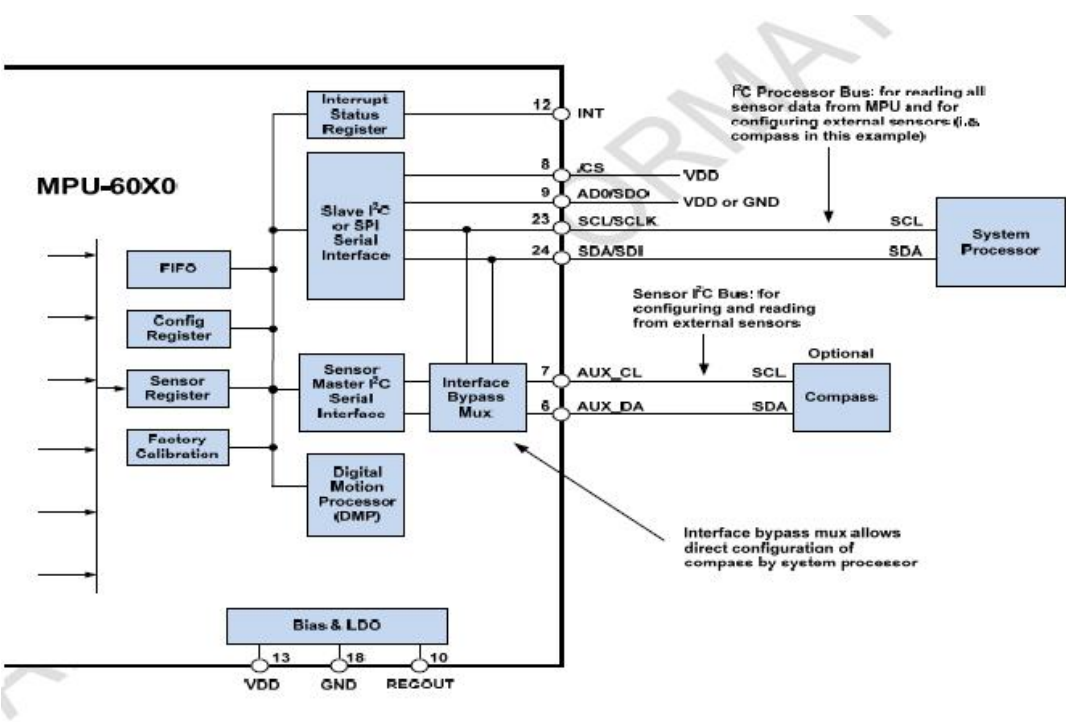 MPU-60X0
Interrupt
Status
Register
12
INT
Slave I²C
or SPI
Serial
Interface
8
/CS
VDD
9
AD0/SDO
VDD or GND
23
SCL/SCLK
SCL
24
SDA/SDI
SDA
I²C Processor Bus: for reading all
sensor data from MPU and for
configuring external sensors (i.e.
compass in this example)
System
Processor
FIFO
Config
Register
Sensor
Register
Factory
Calibration
Sensor
Master I²C
Serial
Interface
Interface
Bypass
Mux
7
AUX_CL
SCL
6
AUX_DA
SDA
Sensor I²C Bus: for
configuring and reading
from external sensors
Optional
Compass
Digital
Motion
Processor
(DMP)
Interface bypass mux allows
direct configuration of
compass by system processor
Bias & LDO
13
18
10
VDD
GND
REGOUT